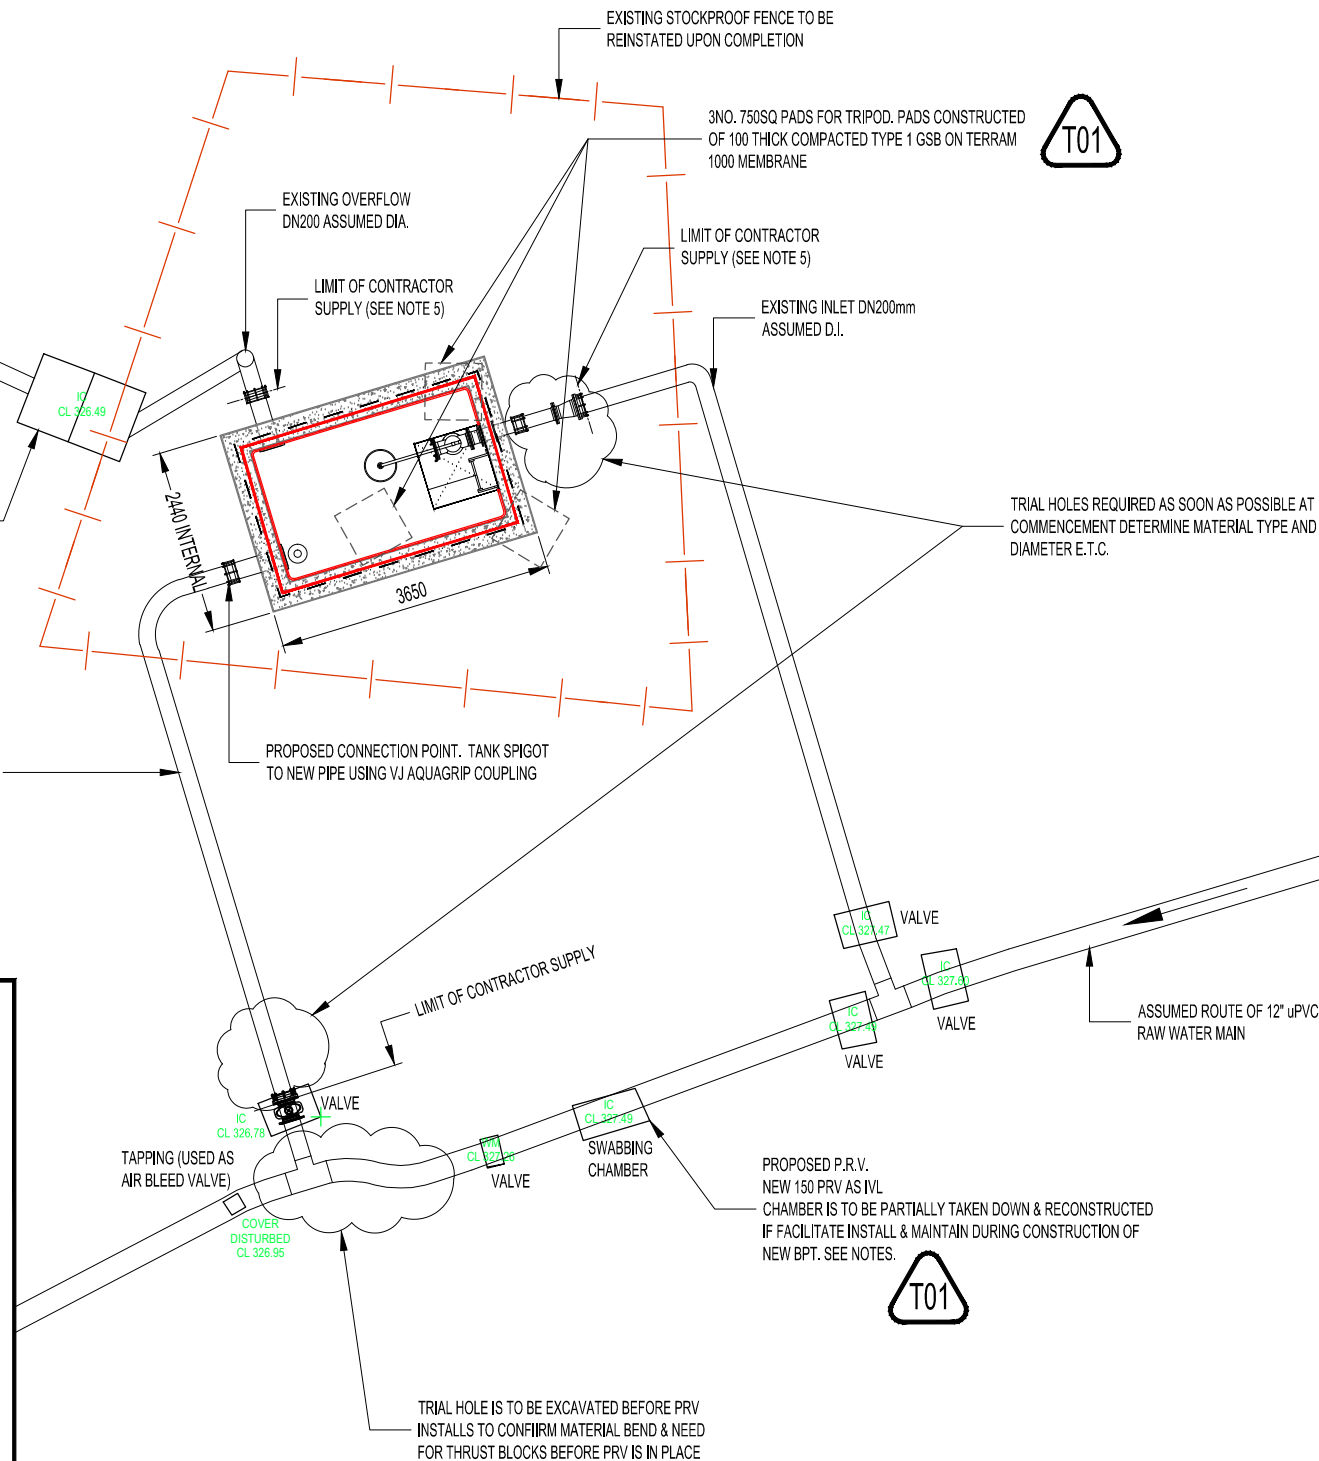 EXISTING STOCKPROOF FENCE TO BE
REINSTATED UPON COMPLETION
3NO. 750SQ PADS FOR TRIPOD. PADS CONSTRUCTED
OF 100 THICK COMPACTED TYPE 1 GSB ON TERRAM
1000 MEMBRANE
T01
EXISTING OVERFLOW
DN200 ASSUMED DIA.
LIMIT OF CONTRACTOR
SUPPLY (SEE NOTE 5)
LIMIT OF CONTRACTOR
SUPPLY (SEE NOTE 5)
EXISTING INLET DN200mm
ASSUMED D.I.
IC
CL 326.49
2440 INTERNAL
3650
TRIAL HOLES REQUIRED AS SOON AS POSSIBLE AT
COMMENCEMENT DETERMINE MATERIAL TYPE AND
DIAMETER E.T.C.
PROPOSED CONNECTION POINT. TANK SPIGOT
TO NEW PIPE USING VJ AQUAGRIP COUPLING
IC
CL 327.47
VALVE
IC
CL 327.60
VALVE
IC
CL 327.49
VALVE
ASSUMED ROUTE OF 12" uPVC
RAW WATER MAIN
LIMIT OF CONTRACTOR SUPPLY
VALVE
IC
CL 326.78
IC
CL 327.49
SWABBING
CHAMBER
WM
CL 327.26
VALVE
TAPPING (USED AS
AIR BLEED VALVE)
COVER
DISTURBED
CL 326.95
PROPOSED P.R.V.
NEW 150 PRV AS IVL
CHAMBER IS TO BE PARTIALLY TAKEN DOWN & RECONSTRUCTED
IF FACILITATE INSTALL & MAINTAIN DURING CONSTRUCTION OF
NEW BPT. SEE NOTES.
T01
TRIAL HOLE IS TO BE EXCAVATED BEFORE PRV
INSTALLS TO CONFIIRM MATERIAL BEND & NEED
FOR THRUST BLOCKS BEFORE PRV IS IN PLACE